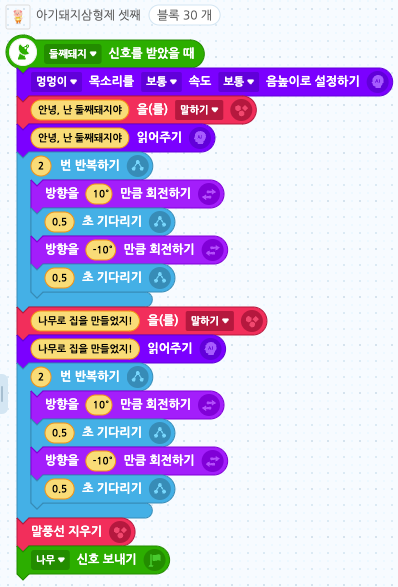 아기돼지삼형제 셋째 블록 30 개
둘째돼지 신호를 받았을 때
멍멍이 목소리를 보통 속도 보통 음높이로 설정하기
안녕, 난 둘째돼지야 을(를) 말하기
안녕, 난 둘째돼지야 읽어주기
2 번 반복하기
방향을 10° 만큼 회전하기
0.5 초 기다리기
방향을 -10° 만큼 회전하기
0.5 초 기다리기
나무로 집을 만들었지! 을(를) 말하기
나무로 집을 만들었지! 읽어주기
2 번 반복하기
방향을 10° 만큼 회전하기
0.5 초 기다리기
방향을 -10° 만큼 회전하기
0.5 초 기다리기
말풍선 지우기
나무 신호 보내기